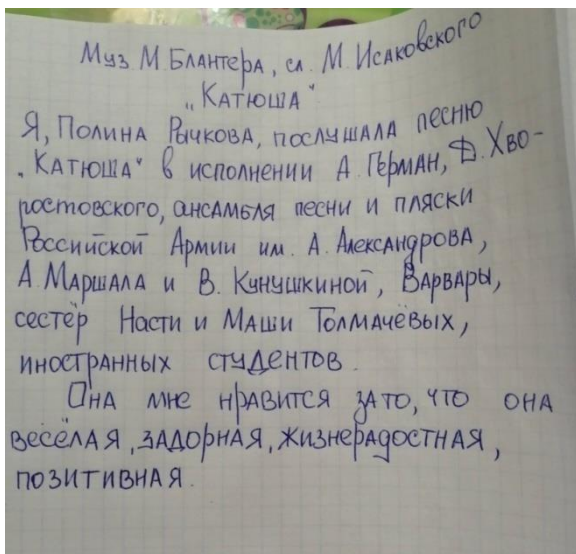 Муз М. Блантера, сл. М. Исаковского
„Катюша"
Я, Полина Рычкова, послушала песню
„Катюша" в исполнении А. Герман, Д. Хво-
ростовского, ансамбля песни и пляски
Российской Армии им. А. Александрова,
А. Маршала и В. Кунушкиной, Варвары,
сестёр Насти и Маши Толмачёвых,
иностранных студентов.
Она мне нравится зато, что она
весёлая, задорная, жизнерадостная,
позитивная.